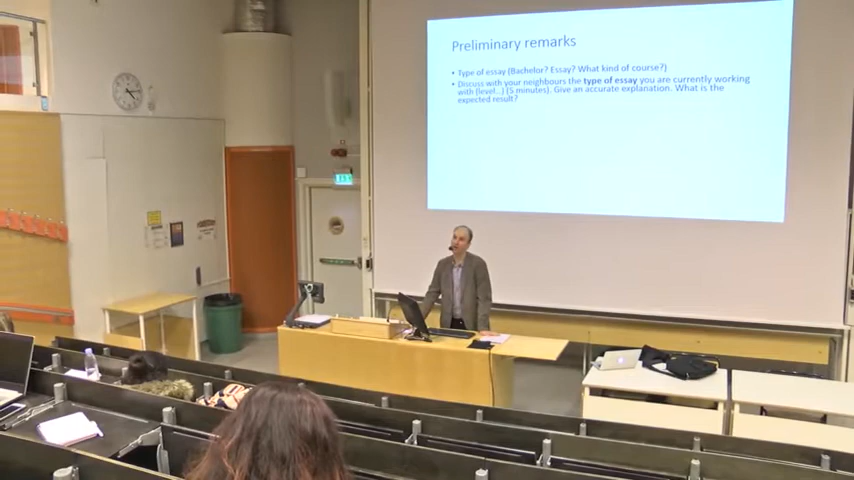 Preliminary remarks
• Type of essay (Bachelor? Essay? What kind of course?)
• Discuss with your neighbours the type of essay you are currently working
with (level...) (5 minutes). Give an accurate explanation. What is the
expected result?